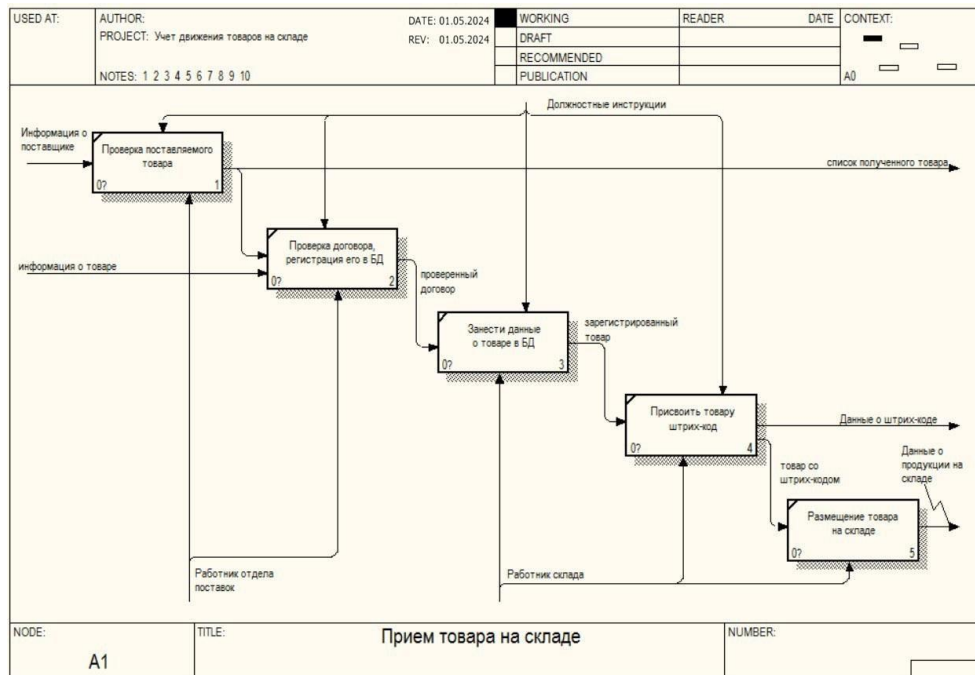 USED AT:
AUTHOR:
DATE: 01.05.2024
WORKING
READER
DATE
CONTEXT:
PROJECT: Учет движения товаров на складе
REV: 01.05.2024
DRAFT
RECOMMENDED
NOTES: 1 2 3 4 5 6 7 8 9 10
PUBLICATION
A0
Должностные инструкции
Информация о
поставщике
Проверка поставляемого
товара
0?
1
список полученного товара
Проверка договора,
регистрация его в БД
0?
2
информация о товаре
проверенный
договор
Занести данные
о товаре в БД
0?
3
зарегистрированный
товар
Присвоить товару
штрих-код
0?
4
Данные о штрих-коде
товар со
штрих-кодом
Данные о
продукции на
складе
Размещение товара
на складе
0?
5
Работник отдела
поставок
Работник склада
NODE:
A1
TITLE:
Прием товара на складе
NUMBER: